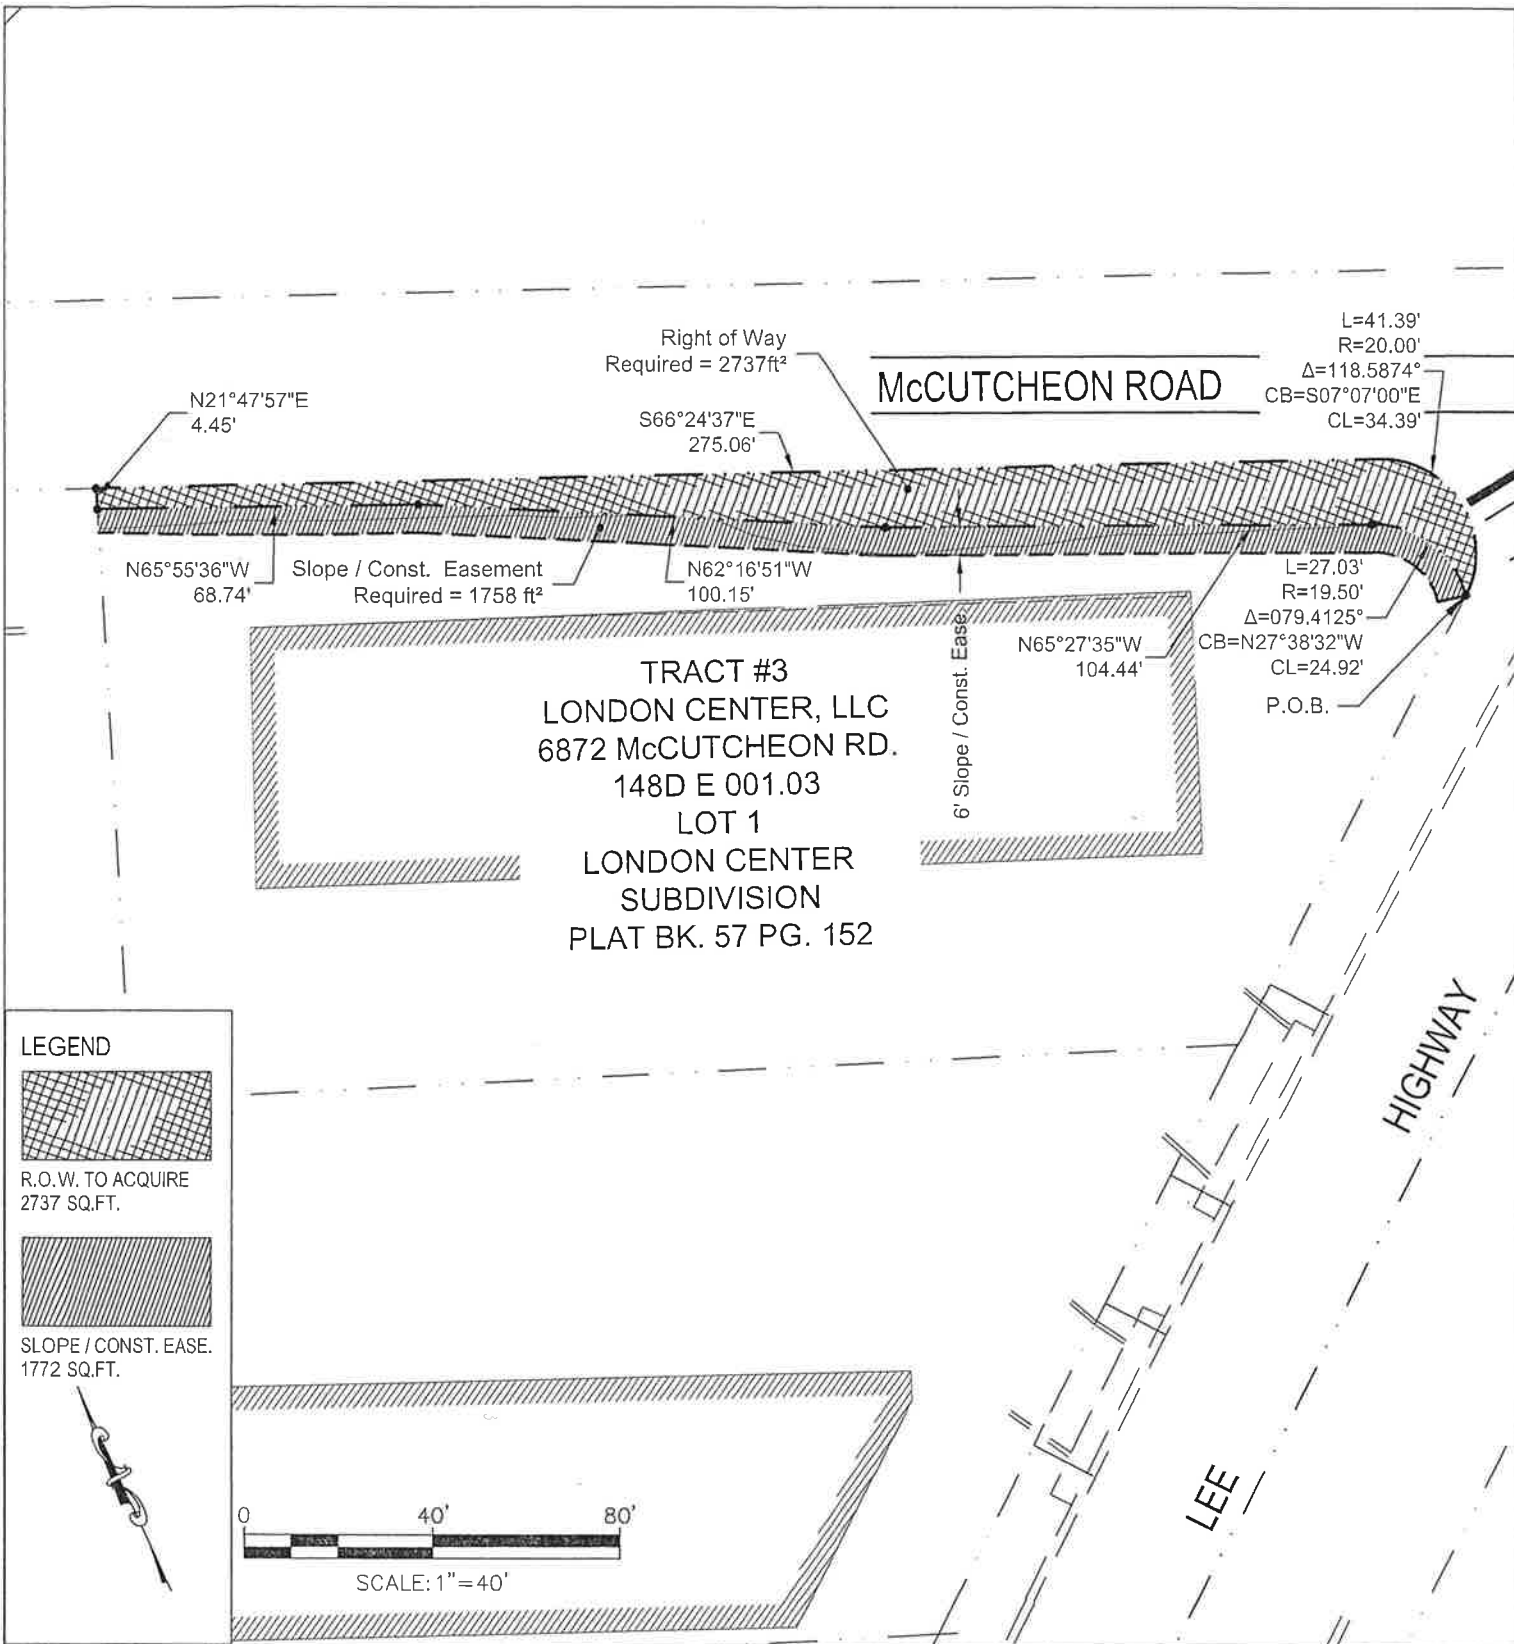 L=41.39'
R=20.00'
Δ=118.5874°
CB=S07°07'00"E
CL=34.39'
Right of Way
Required = 2737ft²
McCUTCHEON ROAD
N21°47'57"E
4.45'
S66°24'37"E
275.06'
N65°55'36"W
68.74'
Slope / Const. Easement
Required = 1758 ft²
N62°16'51"W
100.15'
L=27.03'
R=19.50'
Δ=079.4125°
CB=N27°38'32"W
CL=24.92'
N65°27'35"W
104.44'
P.O.B.
6' Slope / Const. Ease.
TRACT #3
LONDON CENTER, LLC
6872 McCUTCHEON RD.
148D E 001.03
LOT 1
LONDON CENTER
SUBDIVISION
PLAT BK. 57 PG. 152
LEE HIGHWAY
LEGEND
R.O.W. TO ACQUIRE
2737 SQ.FT.
SLOPE / CONST. EASE.
1772 SQ.FT.
0 40' 80'
SCALE: 1"=40'